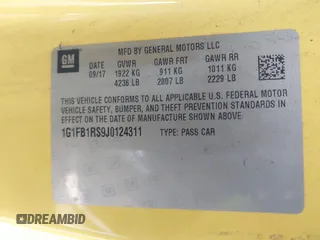 GM
MFD BY GENERAL MOTORS LLC
DATE GVWR GAWR FRT GAWR RR
09/17 1922 KG 911 KG 1011 KG
4236 LB 2007 LB 2229 LB
THIS VEHICLE CONFORMS TO ALL APPLICABLE U.S. FEDERAL MOTOR
VEHICLE SAFETY, BUMPER, AND THEFT PREVENTION STANDARDS IN
EFFECT ON THE DATE OF MANUFACTURE SHOWN ABOVE.
1G1FB1RS9J0124311 TYPE: PASS CAR
DREAMBID